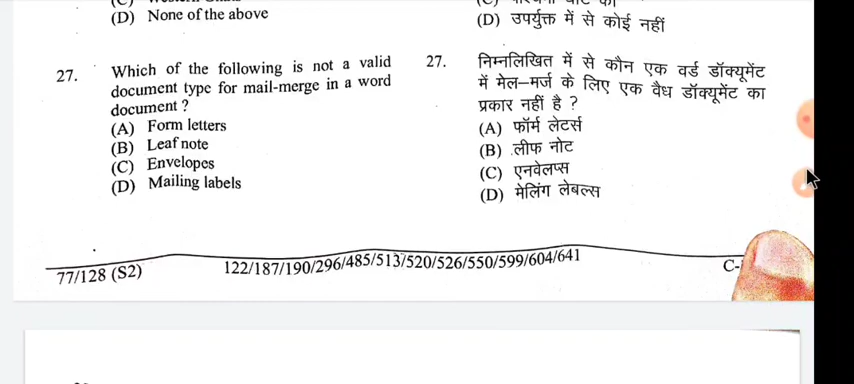 (D) None of the above
(D) उपर्युक्त में से कोई नहीं
27. Which of the following is not a valid
document type for mail-merge in a word
document ?
(A) Form letters
(B) Leaf note
(C) Envelopes
(D) Mailing labels
27. निम्नलिखित में से कौन एक वर्ड डॉक्यूमेंट
में मेल–मर्ज के लिए एक वैध डॉक्यूमेंट का
प्रकार नहीं है ?
(A) फॉर्म लेटर्स
(B) लीफ नोट
(C) एनवेलप्स
(D) मेलिंग लेबल्स
77/128 (S2)
122/187/190/296/485/513/520/526/550/599/604/641
C-